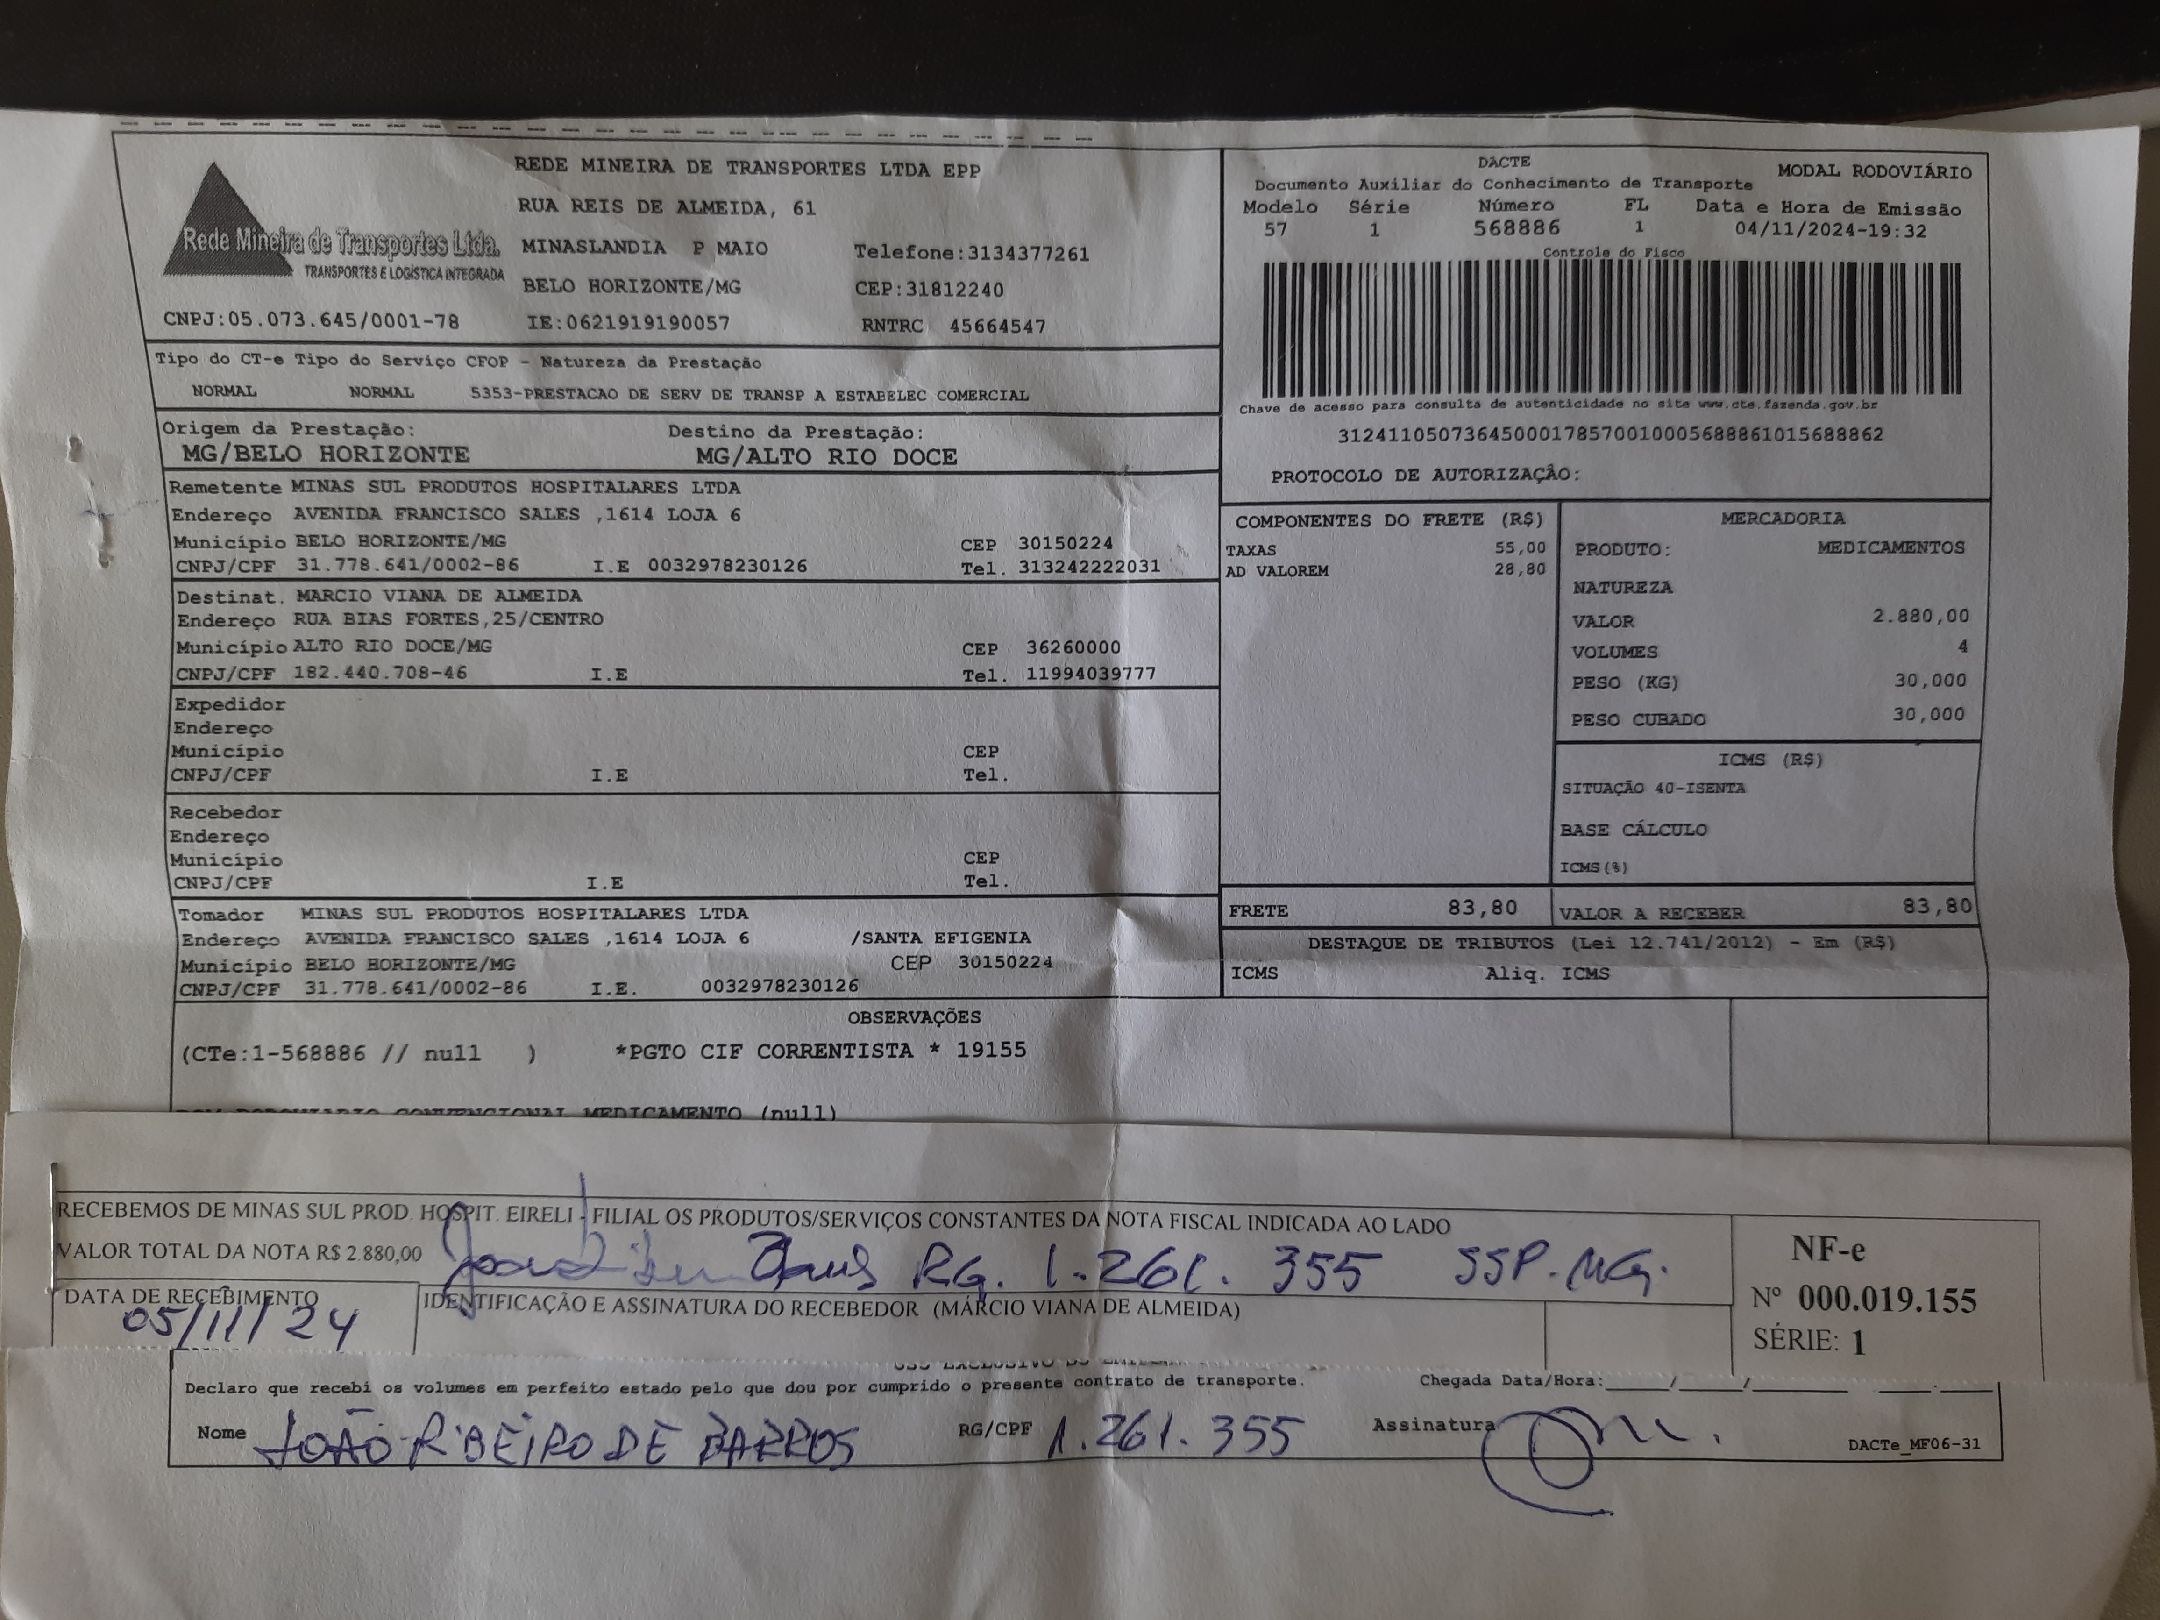 REDE MINEIRA DE TRANSPORTES LTDA EPP
RUA REIS DE ALMEIDA, 61
Rede Mineira de Transportes Ltda.
TRANSPORTES E LOGÍSTICA INTEGRADA
MINASLANDIA P MAIO Telefone:3134377261
BELO HORIZONTE/MG CEP:31812240
CNPJ:05.073.645/0001-78 IE:0621919190057 RNTRC 45664547
DACTE MODAL RODOVIÁRIO
Documento Auxiliar do Conhecimento de Transporte
Modelo Série Número FL Data e Hora de Emissão
57 1 568886 1 04/11/2024-19:32
Controle do Fisco
Chave de acesso para consulta de autenticidade no site www.cte.fazenda.gov.br
31241105073645000178570010005688861015688862
PROTOCOLO DE AUTORIZAÇÂO:
Tipo do CT-e Tipo do Serviço CFOP - Natureza da Prestação
NORMAL NORMAL 5353-PRESTACAO DE SERV DE TRANSP A ESTABELEC COMERCIAL
Origem da Prestação: Destino da Prestação:
MG/BELO HORIZONTE MG/ALTO RIO DOCE
Remetente MINAS SUL PRODUTOS HOSPITALARES LTDA
Endereço AVENIDA FRANCISCO SALES ,1614 LOJA 6
Município BELO HORIZONTE/MG CEP 30150224
CNPJ/CPF 31.778.641/0002-86 I.E 0032978230126 Tel. 313242222031
Destinat. MARCIO VIANA DE ALMEIDA
Endereço RUA BIAS FORTES,25/CENTRO
Município ALTO RIO DOCE/MG CEP 36260000
CNPJ/CPF 182.440.708-46 I.E Tel. 11994039777
Expedidor
Endereço
Município CEP
CNPJ/CPF I.E Tel.
Recebedor
Endereço
Município CEP
CNPJ/CPF I.E Tel.
Tomador MINAS SUL PRODUTOS HOSPITALARES LTDA
Endereço AVENIDA FRANCISCO SALES ,1614 LOJA 6 /SANTA EFIGENIA
Município BELO HORIZONTE/MG CEP 30150224
CNPJ/CPF 31.778.641/0002-86 I.E. 0032978230126
COMPONENTES DO FRETE (R$)
TAXAS 55,00
AD VALOREM 28,80
MERCADORIA
PRODUTO: MEDICAMENTOS
NATUREZA
VALOR 2.880,00
VOLUMES 4
PESO (KG) 30,000
PESO CUBADO 30,000
ICMS (R$)
SITUAÇÃO 40-ISENTA
BASE CÁLCULO
ICMS(%)
FRETE 83,80 VALOR A RECEBER 83,80
DESTAQUE DE TRIBUTOS (Lei 12.741/2012) - Em (R$)
ICMS Aliq. ICMS
OBSERVAÇÕES
(CTe:1-568886 // null ) *PGTO CIF CORRENTISTA * 19155
RODOVIARIO CONVENCIONAL MEDICAMENTO (null)
RECEBEMOS DE MINAS SUL PROD. HOSPIT. EIRELI - FILIAL OS PRODUTOS/SERVIÇOS CONSTANTES DA NOTA FISCAL INDICADA AO LADO
VALOR TOTAL DA NOTA R$ 2.880,00
RG. 1.261.355 SSP.MG.
DATA DE RECEBIMENTO IDENTIFICAÇÃO E ASSINATURA DO RECEBEDOR (MÁRCIO VIANA DE ALMEIDA)
05/11/24
NF-e
Nº 000.019.155
SÉRIE: 1
Declaro que recebi os volumes em perfeito estado pelo que dou por cumprido o presente contrato de transporte. Chegada Data/Hora:____/____/______ ____.____
Nome JOÃO RIBEIRO DE BARROS RG/CPF 1.261.355 Assinatura
DACTe_MF06-31